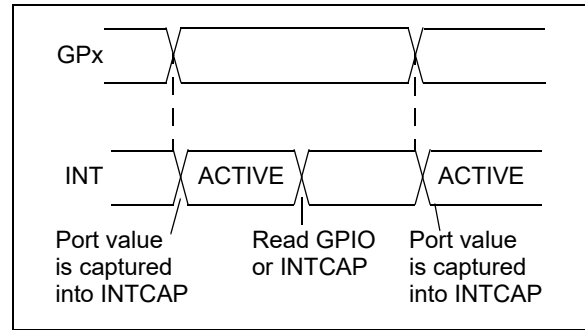 GPx
INT
ACTIVE
ACTIVE
Port value
is captured
into INTCAP
Read GPIO
or INTCAP
Port value
is captured
into INTCAP